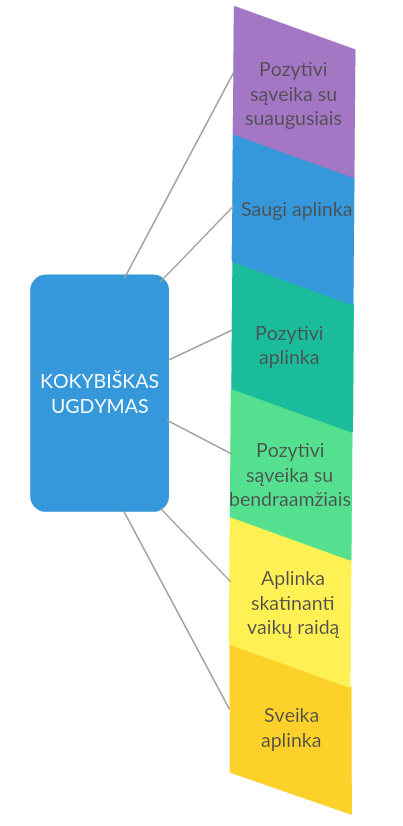 Pozytivi
sąveika su
suaugusiais
Saugi aplinka
Pozytivi
aplinka
KOKYBIŠKAS
UGDYMAS
Pozytivi
sąveika su
bendraamžiais
Aplinka
skatinanti
vaikų raidą
Sveika
aplinka